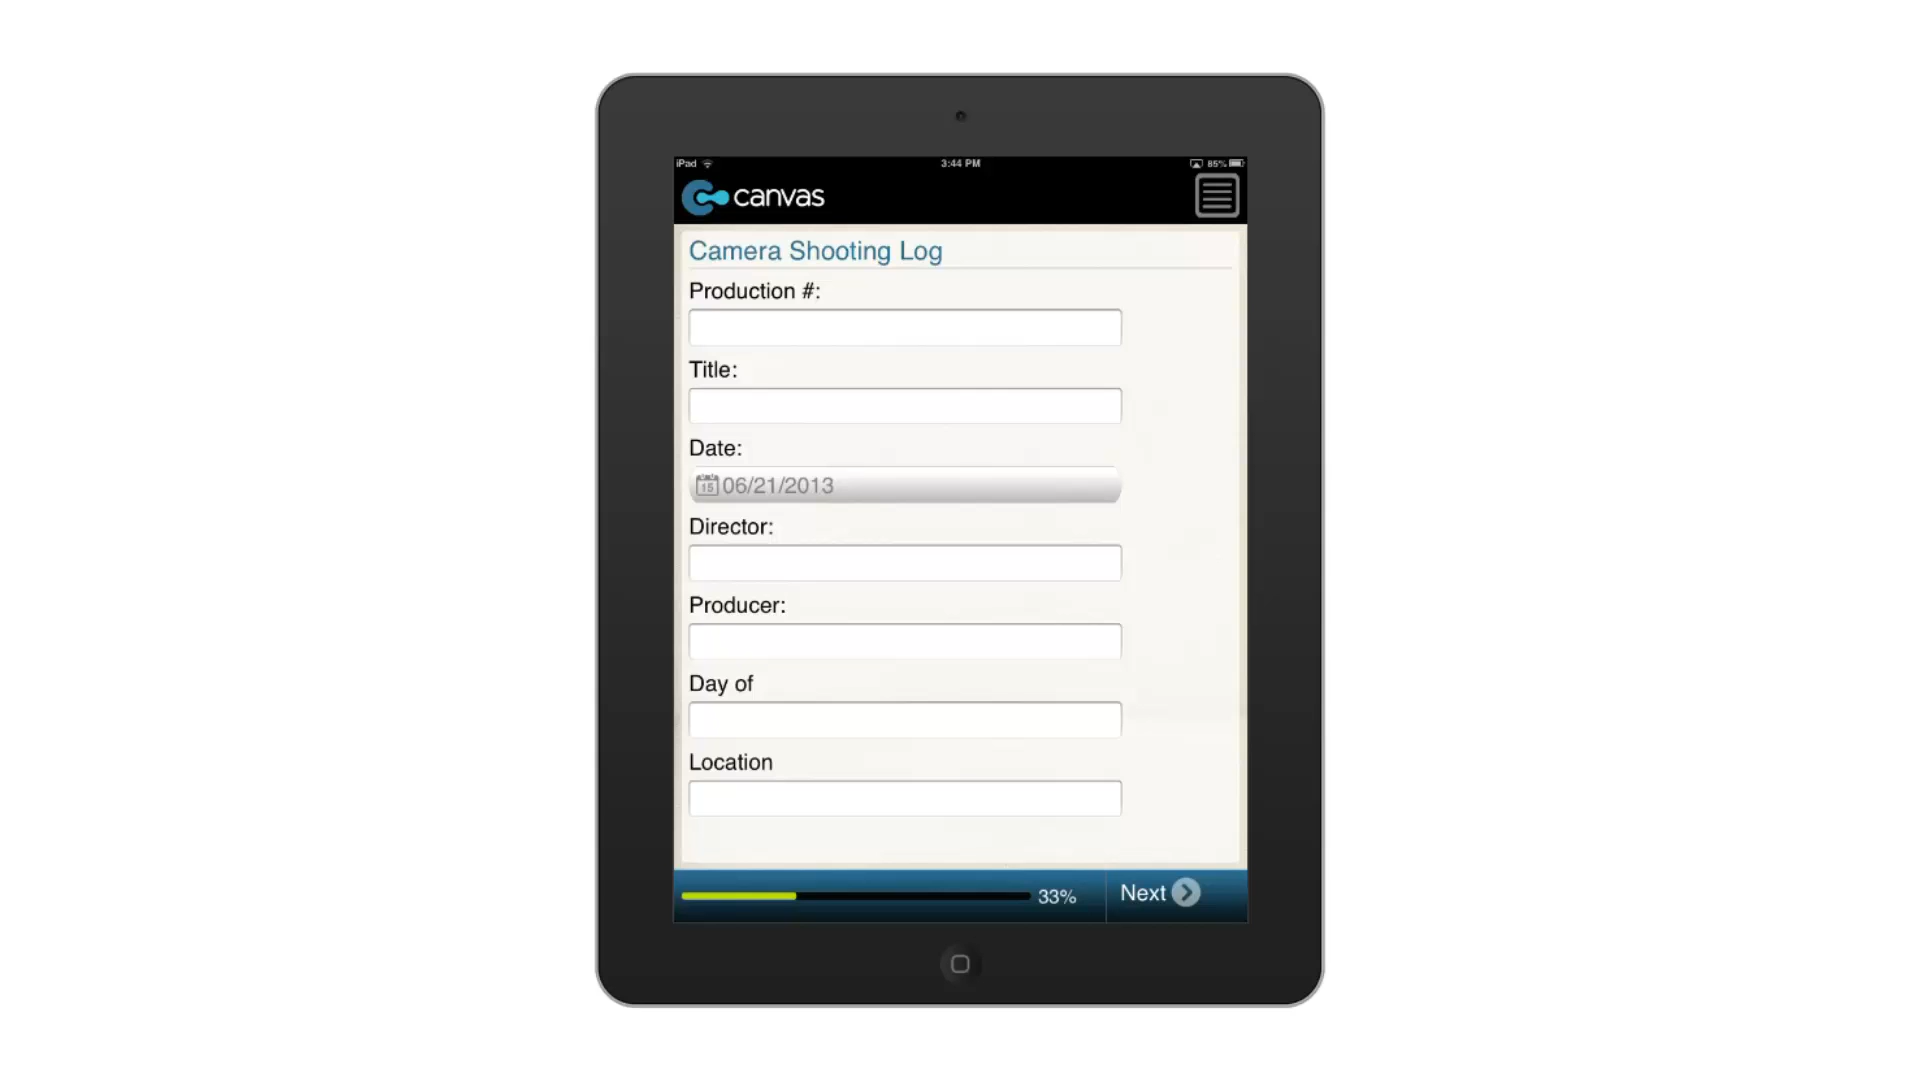 iPad 3:44 PM 85%
canvas
Camera Shooting Log
Production #:
Title:
Date:
15 06/21/2013
Director:
Producer:
Day of
Location
33% Next